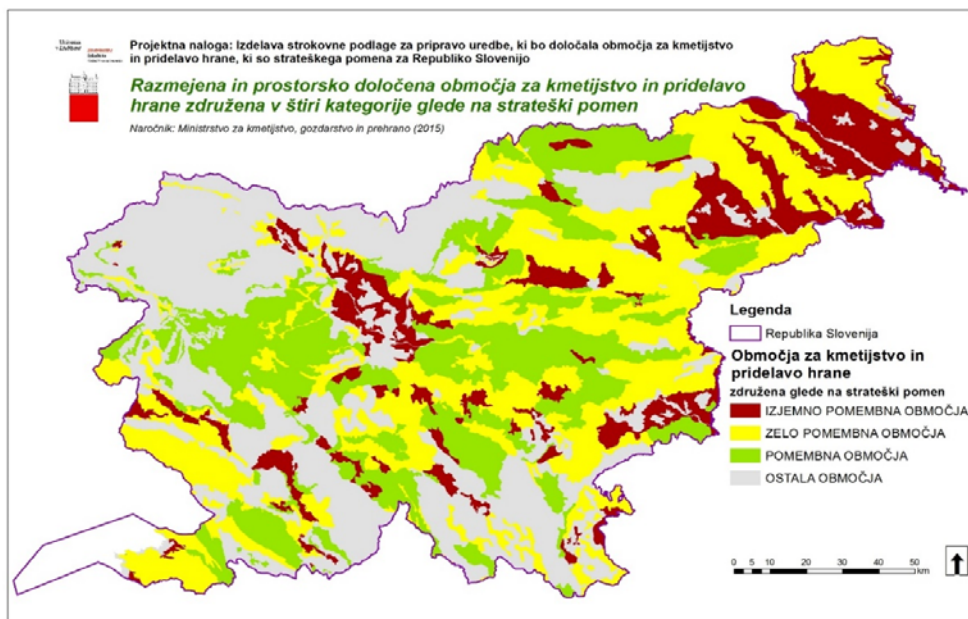 Projektna naloga: Izdelava strokovne podlage za pripravo uredbe, ki bo določala območja za kmetijstvo
in pridelavo hrane, ki so strateškega pomena za Republiko Slovenijo
Razmejena in prostorsko določena območja za kmetijstvo in pridelavo
hrane združena v štiri kategorije glede na strateški pomen
Naročnik: Ministrstvo za kmetijstvo, gozdarstvo in prehrano (2015)
Legenda
Republika Slovenija
Območja za kmetijstvo in
pridelavo hrane
združena glede na strateški pomen
IZJEMNO POMEMBNA OBMOČJA
ZELO POMEMBNA OBMOČJA
POMEMBNA OBMOČJA
OSTALA OBMOČJA
0 5 10 20 30 40 50
km